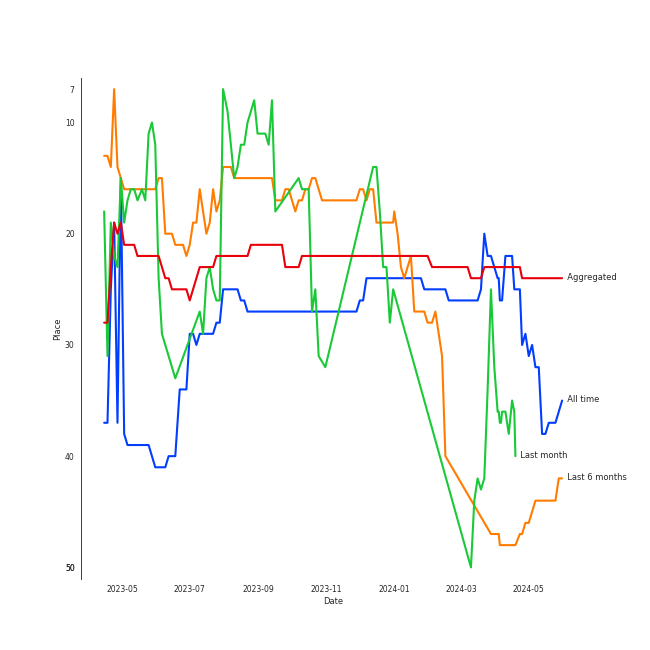 7
10
20
30
40
50
Place
2023-05
2023-07
2023-09
2023-11
2024-01
2024-03
2024-05
Date
Aggregated
All time
Last month
Last 6 months